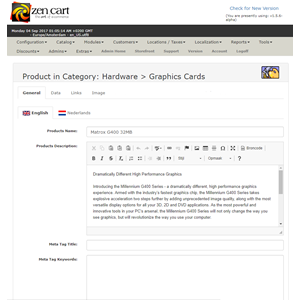 zen cart
the art of e-commerce
Check for New Version
(You are presently using: v1.6.0 alpha)
Monday 04 Sep 2017 01:00:14 AM +0200 GMT
- Europe/Amsterdam - en_US.utf8
Configuration Catalog Modules Customers Locations / Taxes Localization Reports Tools
Discounts Admins Extras Admin Home Storefront Support Version Account Logoff
Product in Category: Hardware > Graphics Cards
General Data Links Image
English Nederlands
Products Name: Matrox G400 32MB
Products Description:
Styles Format
Broncode
Dramatically Different High Performance Graphics
Introducing the Millennium G400 Series - a dramatically different, high performance graphics
experience. Armed with the industry's fastest graphics chip, the Millennium G400 Series takes
explosive acceleration two steps further by adding unprecedented image quality, along with the most
versatile display options for all your 3D, 2D and DVD applications. As the most powerful and
innovative tools in your PC's arsenal, the Millennium G400 Series will not only change the way you
see graphics, but will revolutionize the way you use your computer.
Meta Tag Title:
Meta Tag Keywords: